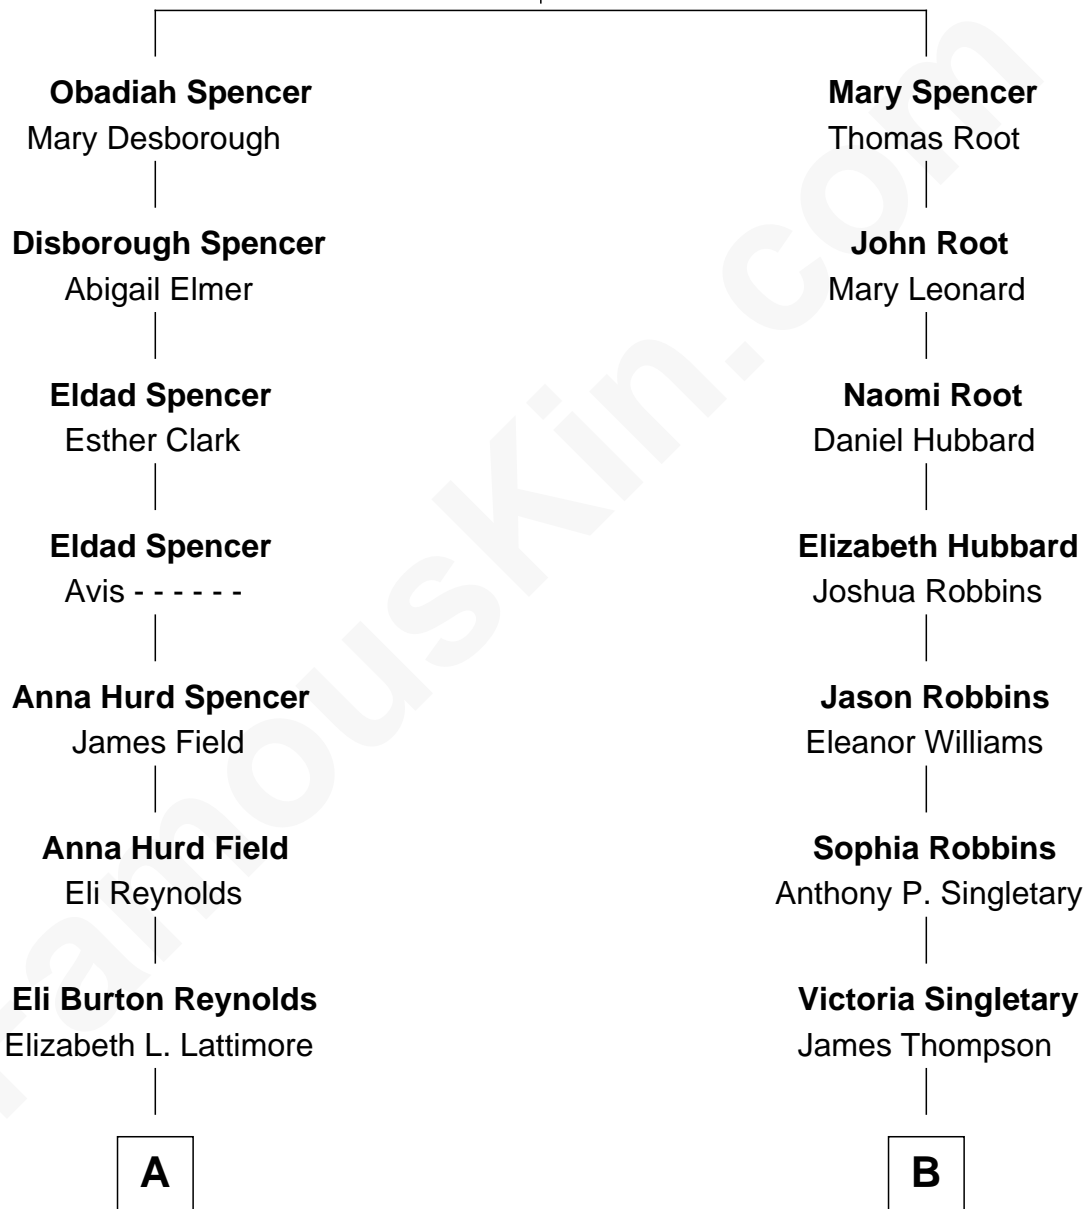 Obadiah Spencer
Mary Desborough
Disborough Spencer
Abigail Elmer
Eldad Spencer
Esther Clark
Eldad Spencer
Avis - - - - - -
Anna Hurd Spencer
James Field
Anna Hurd Field
Eli Reynolds
Eli Burton Reynolds
Elizabeth L. Lattimore
A
Mary Spencer
Thomas Root
John Root
Mary Leonard
Naomi Root
Daniel Hubbard
Elizabeth Hubbard
Joshua Robbins
Jason Robbins
Eleanor Williams
Sophia Robbins
Anthony P. Singletary
Victoria Singletary
James Thompson
B
FamousKin.com